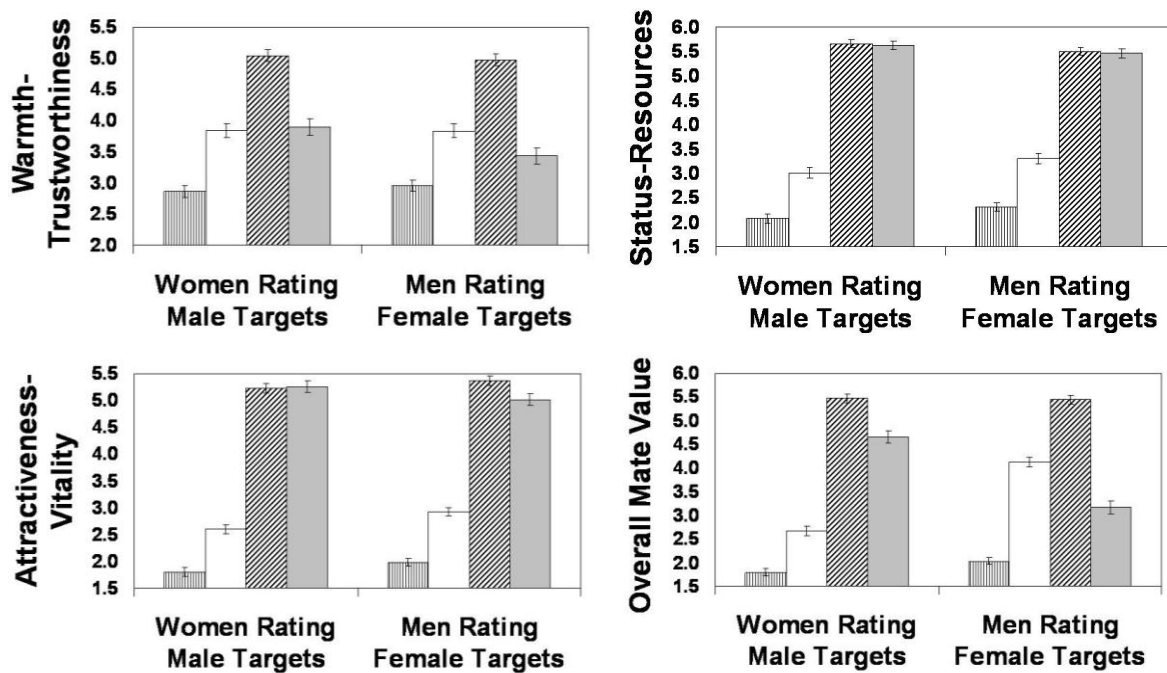 Warmth-
Trustworthiness
5.5
5.0
4.5
4.0
3.5
3.0
2.5
2.0
Women Rating
Male Targets
Men Rating
Female Targets
Status-Resources
6.0
5.5
5.0
4.5
4.0
3.5
3.0
2.5
2.0
1.5
Women Rating
Male Targets
Men Rating
Female Targets
Attractiveness-
Vitality
5.5
5.0
4.5
4.0
3.5
3.0
2.5
2.0
1.5
Women Rating
Male Targets
Men Rating
Female Targets
Overall Mate Value
6.0
5.5
5.0
4.5
4.0
3.5
3.0
2.5
2.0
1.5
Women Rating
Male Targets
Men Rating
Female Targets